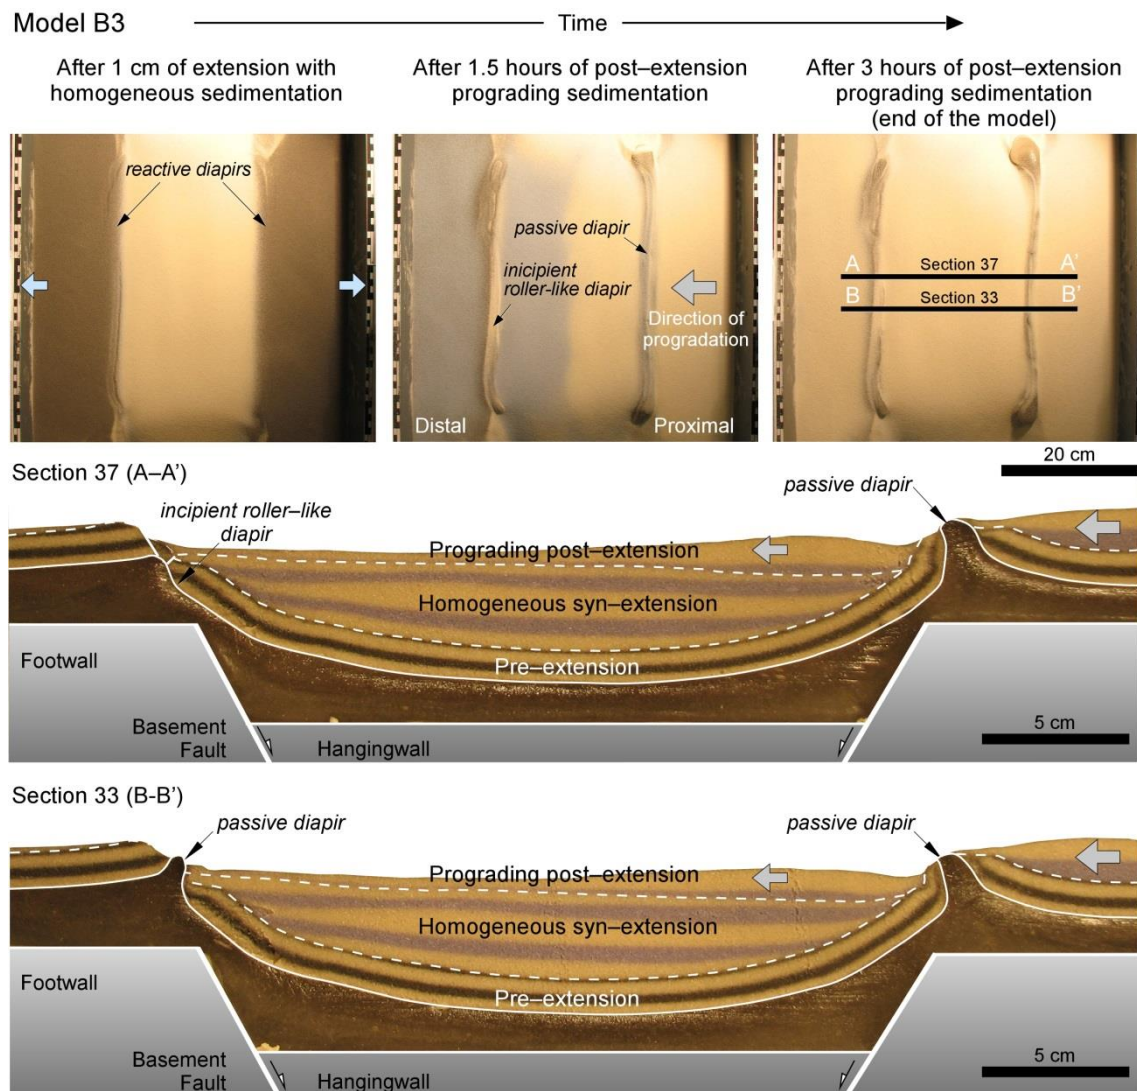 Model B3
Time
After 1 cm of extension with
homogeneous sedimentation
After 1.5 hours of post–extension
prograding sedimentation
After 3 hours of post–extension
prograding sedimentation
(end of the model)
reactive diapirs
passive diapir
inicipient
roller-like diapir
Direction of
progradation
Distal
Proximal
A
Section 37
A'
B
Section 33
B'
Section 37 (A–A')
20 cm
incipient roller–like
diapir
passive diapir
Prograding post–extension
Homogeneous syn–extension
Pre–extension
Footwall
Basement
Fault
Hangingwall
5 cm
Section 33 (B-B')
passive diapir
passive diapir
Prograding post–extension
Homogeneous syn–extension
Pre–extension
Footwall
Basement
Fault
Hangingwall
5 cm